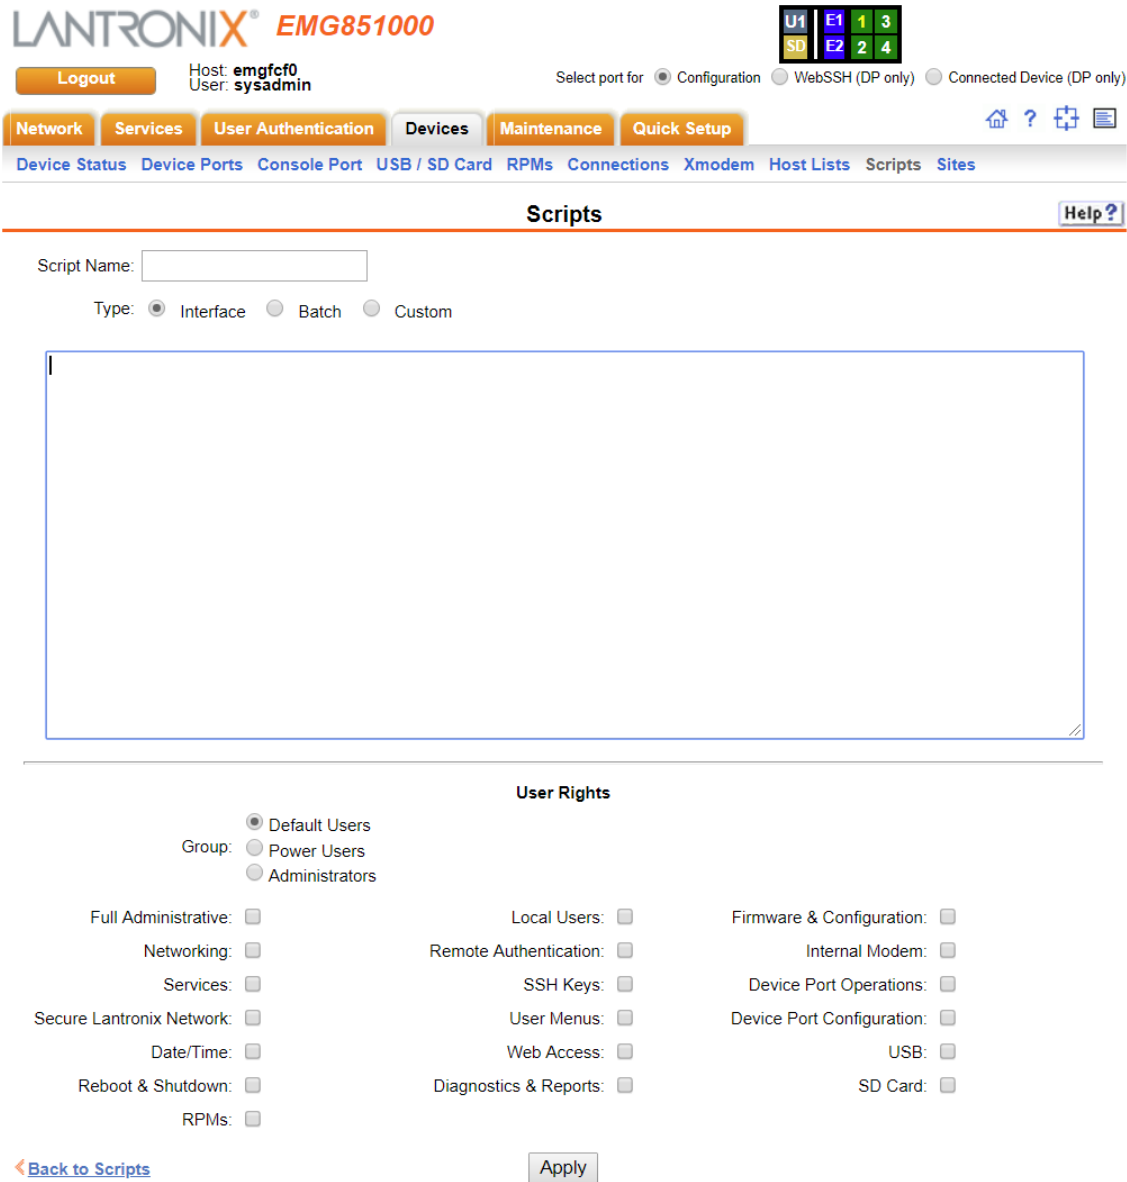 LANTRONIX® EMG851000
U1 E1 1 3
SD E2 2 4
Logout
Host: emgfcf0
User: sysadmin
Select port for Configuration WebSSH (DP only) Connected Device (DP only)
Network Services User Authentication Devices Maintenance Quick Setup ?
Device Status Device Ports Console Port USB / SD Card RPMs Connections Xmodem Host Lists Scripts Sites
Scripts
Help?
Script Name:
Type: Interface Batch Custom
User Rights
Group:
Default Users
Power Users
Administrators
Full Administrative: Local Users: Firmware & Configuration:
Networking: Remote Authentication: Internal Modem:
Services: SSH Keys: Device Port Operations:
Secure Lantronix Network: User Menus: Device Port Configuration:
Date/Time: Web Access: USB:
Reboot & Shutdown: Diagnostics & Reports: SD Card:
RPMs:
Back to Scripts
Apply